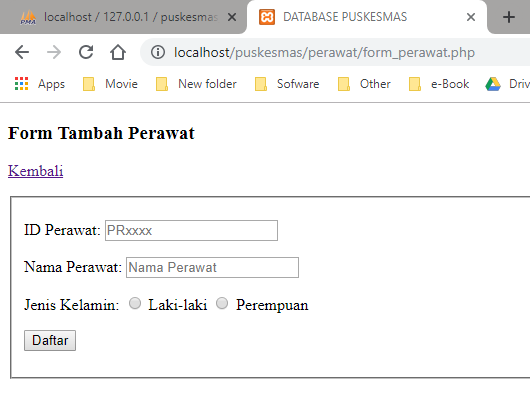 localhost / 127.0.0.1 / puskesmas
DATABASE PUSKESMAS
localhost/puskesmas/perawat/form_perawat.php
Apps Movie New folder Sofware Other e-Book Driv
Form Tambah Perawat
Kembali
ID Perawat: PRxxxx
Nama Perawat: Nama Perawat
Jenis Kelamin: Laki-laki Perempuan
Daftar